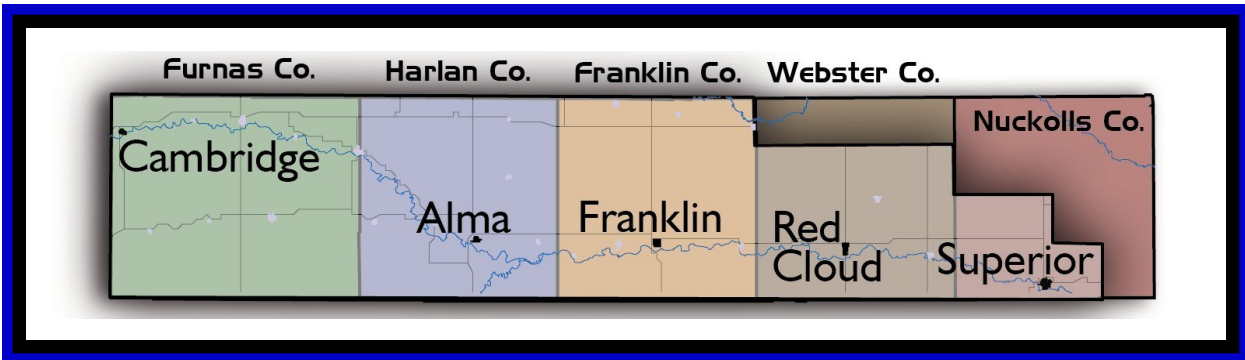 Furnas Co.
Harlan Co.
Franklin Co.
Webster Co.
Nuckolls Co.
Cambridge
Alma
Franklin
Red
Cloud
Superior